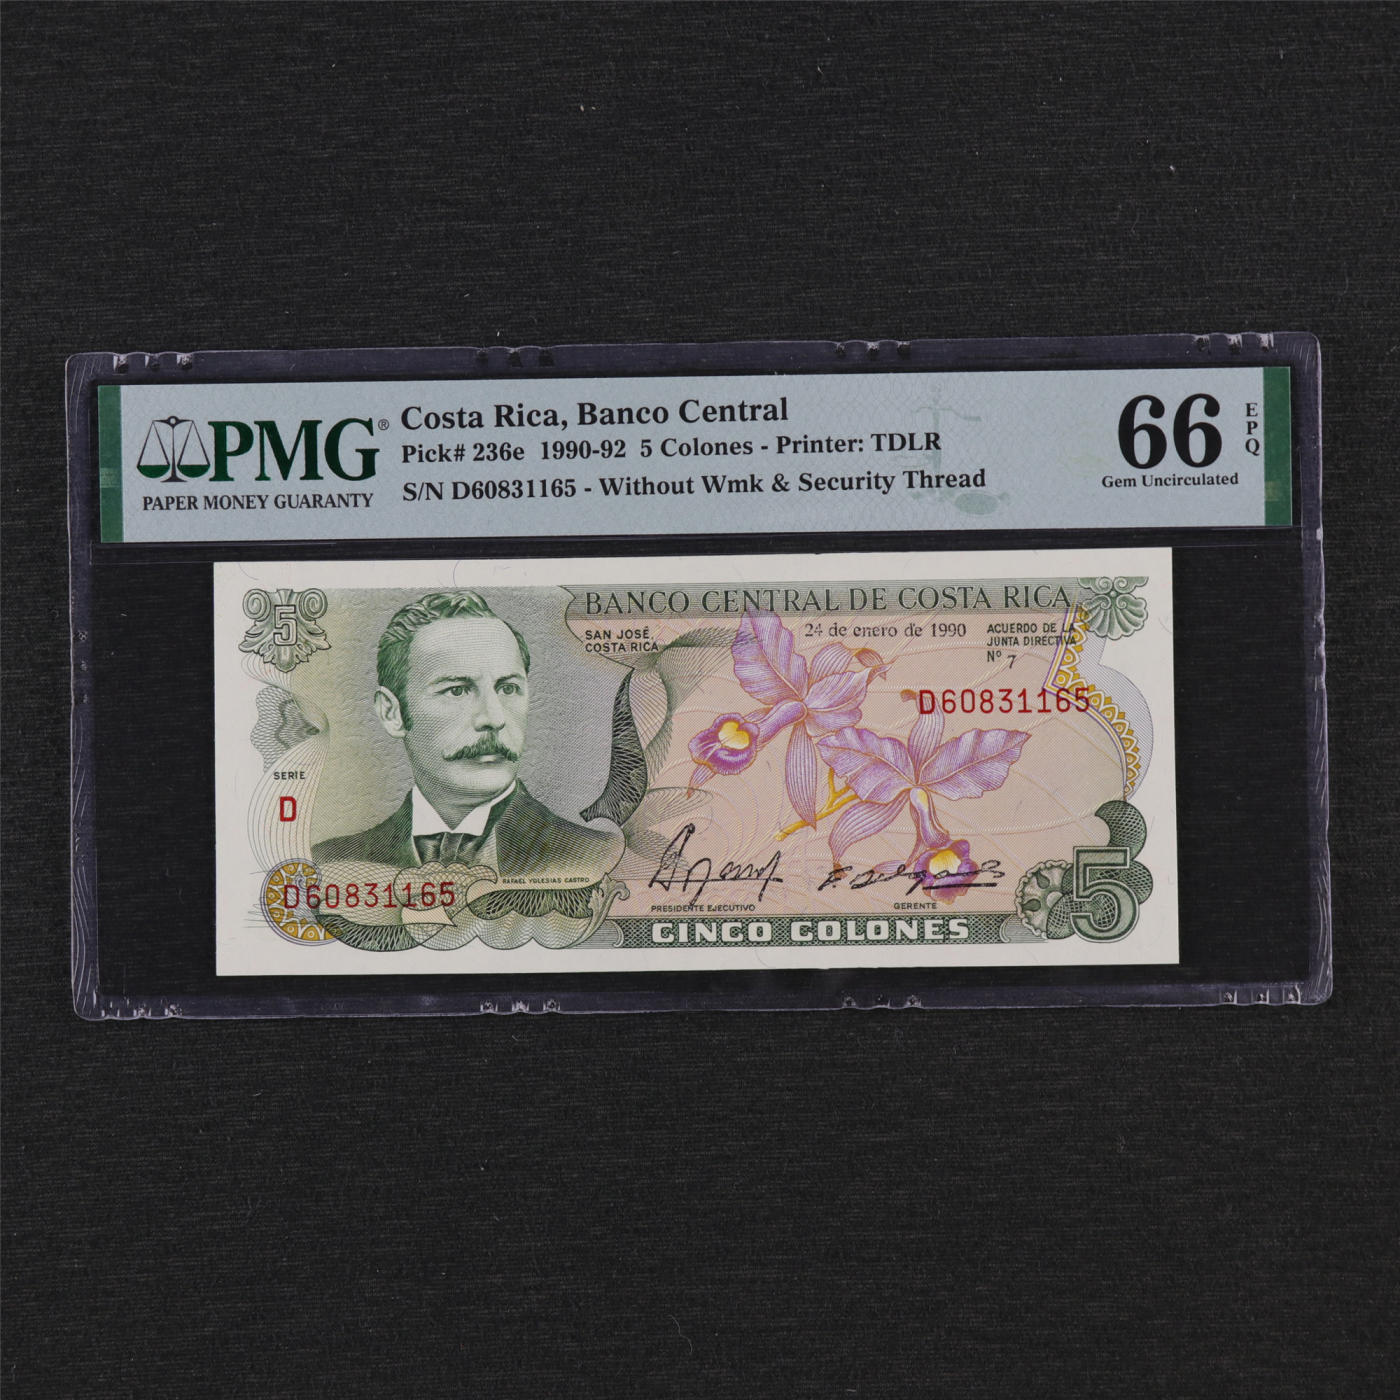 PMG®
PAPER MONEY GUARANTY
Costa Rica, Banco Central
Pick# 236e 1990-92 5 Colones - Printer: TDLR
S/N D60831165 - Without Wmk & Security Thread
66
EPQ
Gem Uncirculated
5
BANCO CENTRAL DE COSTA RICA
SAN JOSÉ,
COSTA RICA
24 de enero de 1990
ACUERDO DE LA
JUNTA DIRECTIVA
Nº 7
D60831165
SERIE
D
D60831165
RAFAEL YGLESIAS CASTRO
PRESIDENTE EJECUTIVO
GERENTE
CINCO COLONES
5